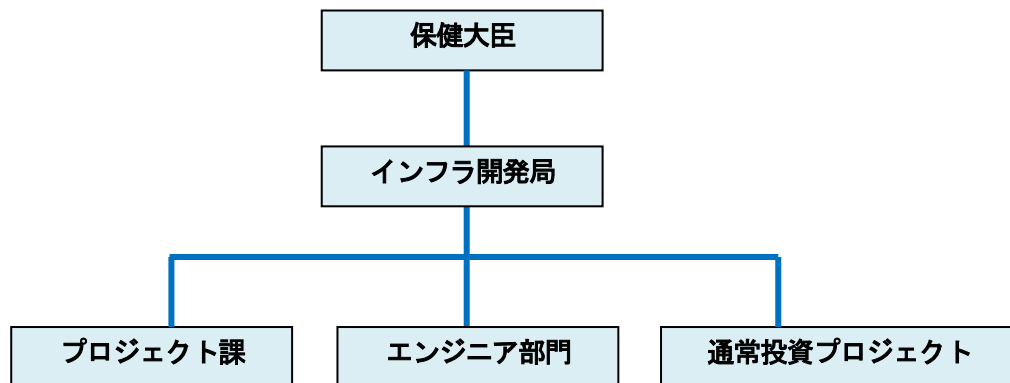 保健大臣
インフラ開発局
プロジェクト課
エンジニア部門
通常投資プロジェクト